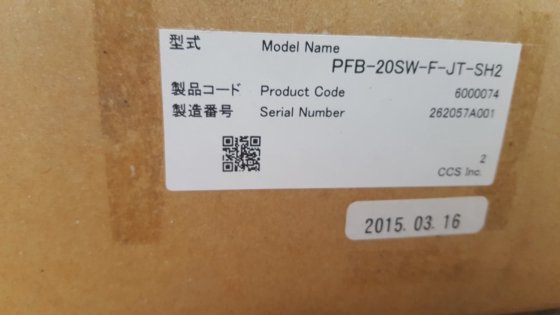 型式 Model Name
PFB-20SW-F-JT-SH2
製品コード Product Code 6000074
製造番号 Serial Number 262057A001
2
CCS Inc.
2015. 03. 16